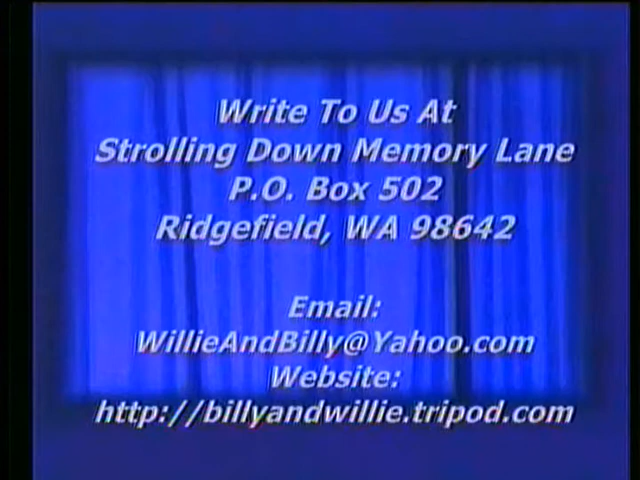 Write To Us At
Strolling Down Memory Lane
P.O. Box 502
Ridgefield, WA 98642
Email:
WillieAndBilly@Yahoo.com
Website:
http://billyandwillie.tripod.com